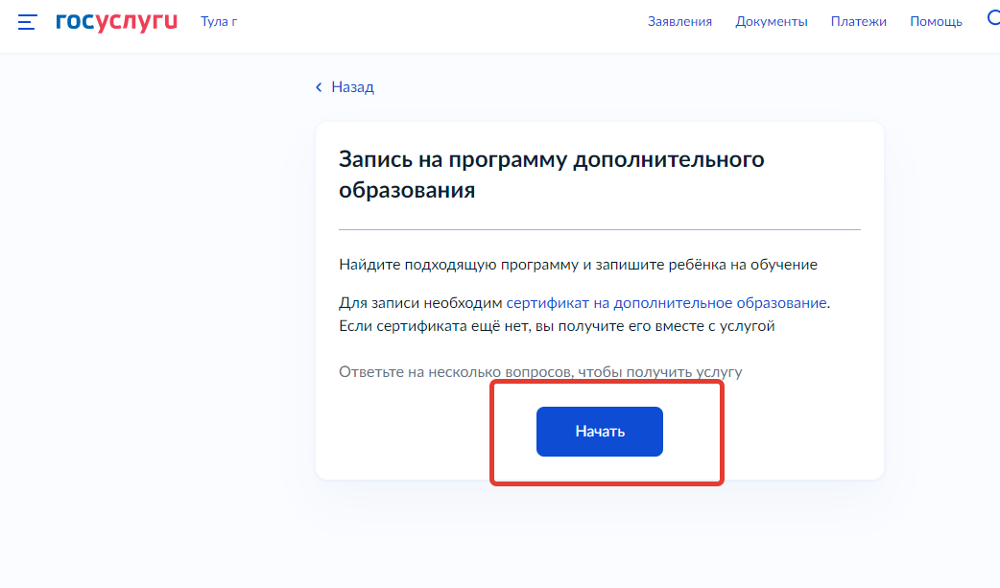 госуслуги Тула г Заявления Документы Платежи Помощь
Назад
Запись на программу дополнительного
образования
Найдите подходящую программу и запишите ребёнка на обучение
Для записи необходим сертификат на дополнительное образование.
Если сертификата ещё нет, вы получите его вместе с услугой
Ответьте на несколько вопросов, чтобы получить услугу
Начать